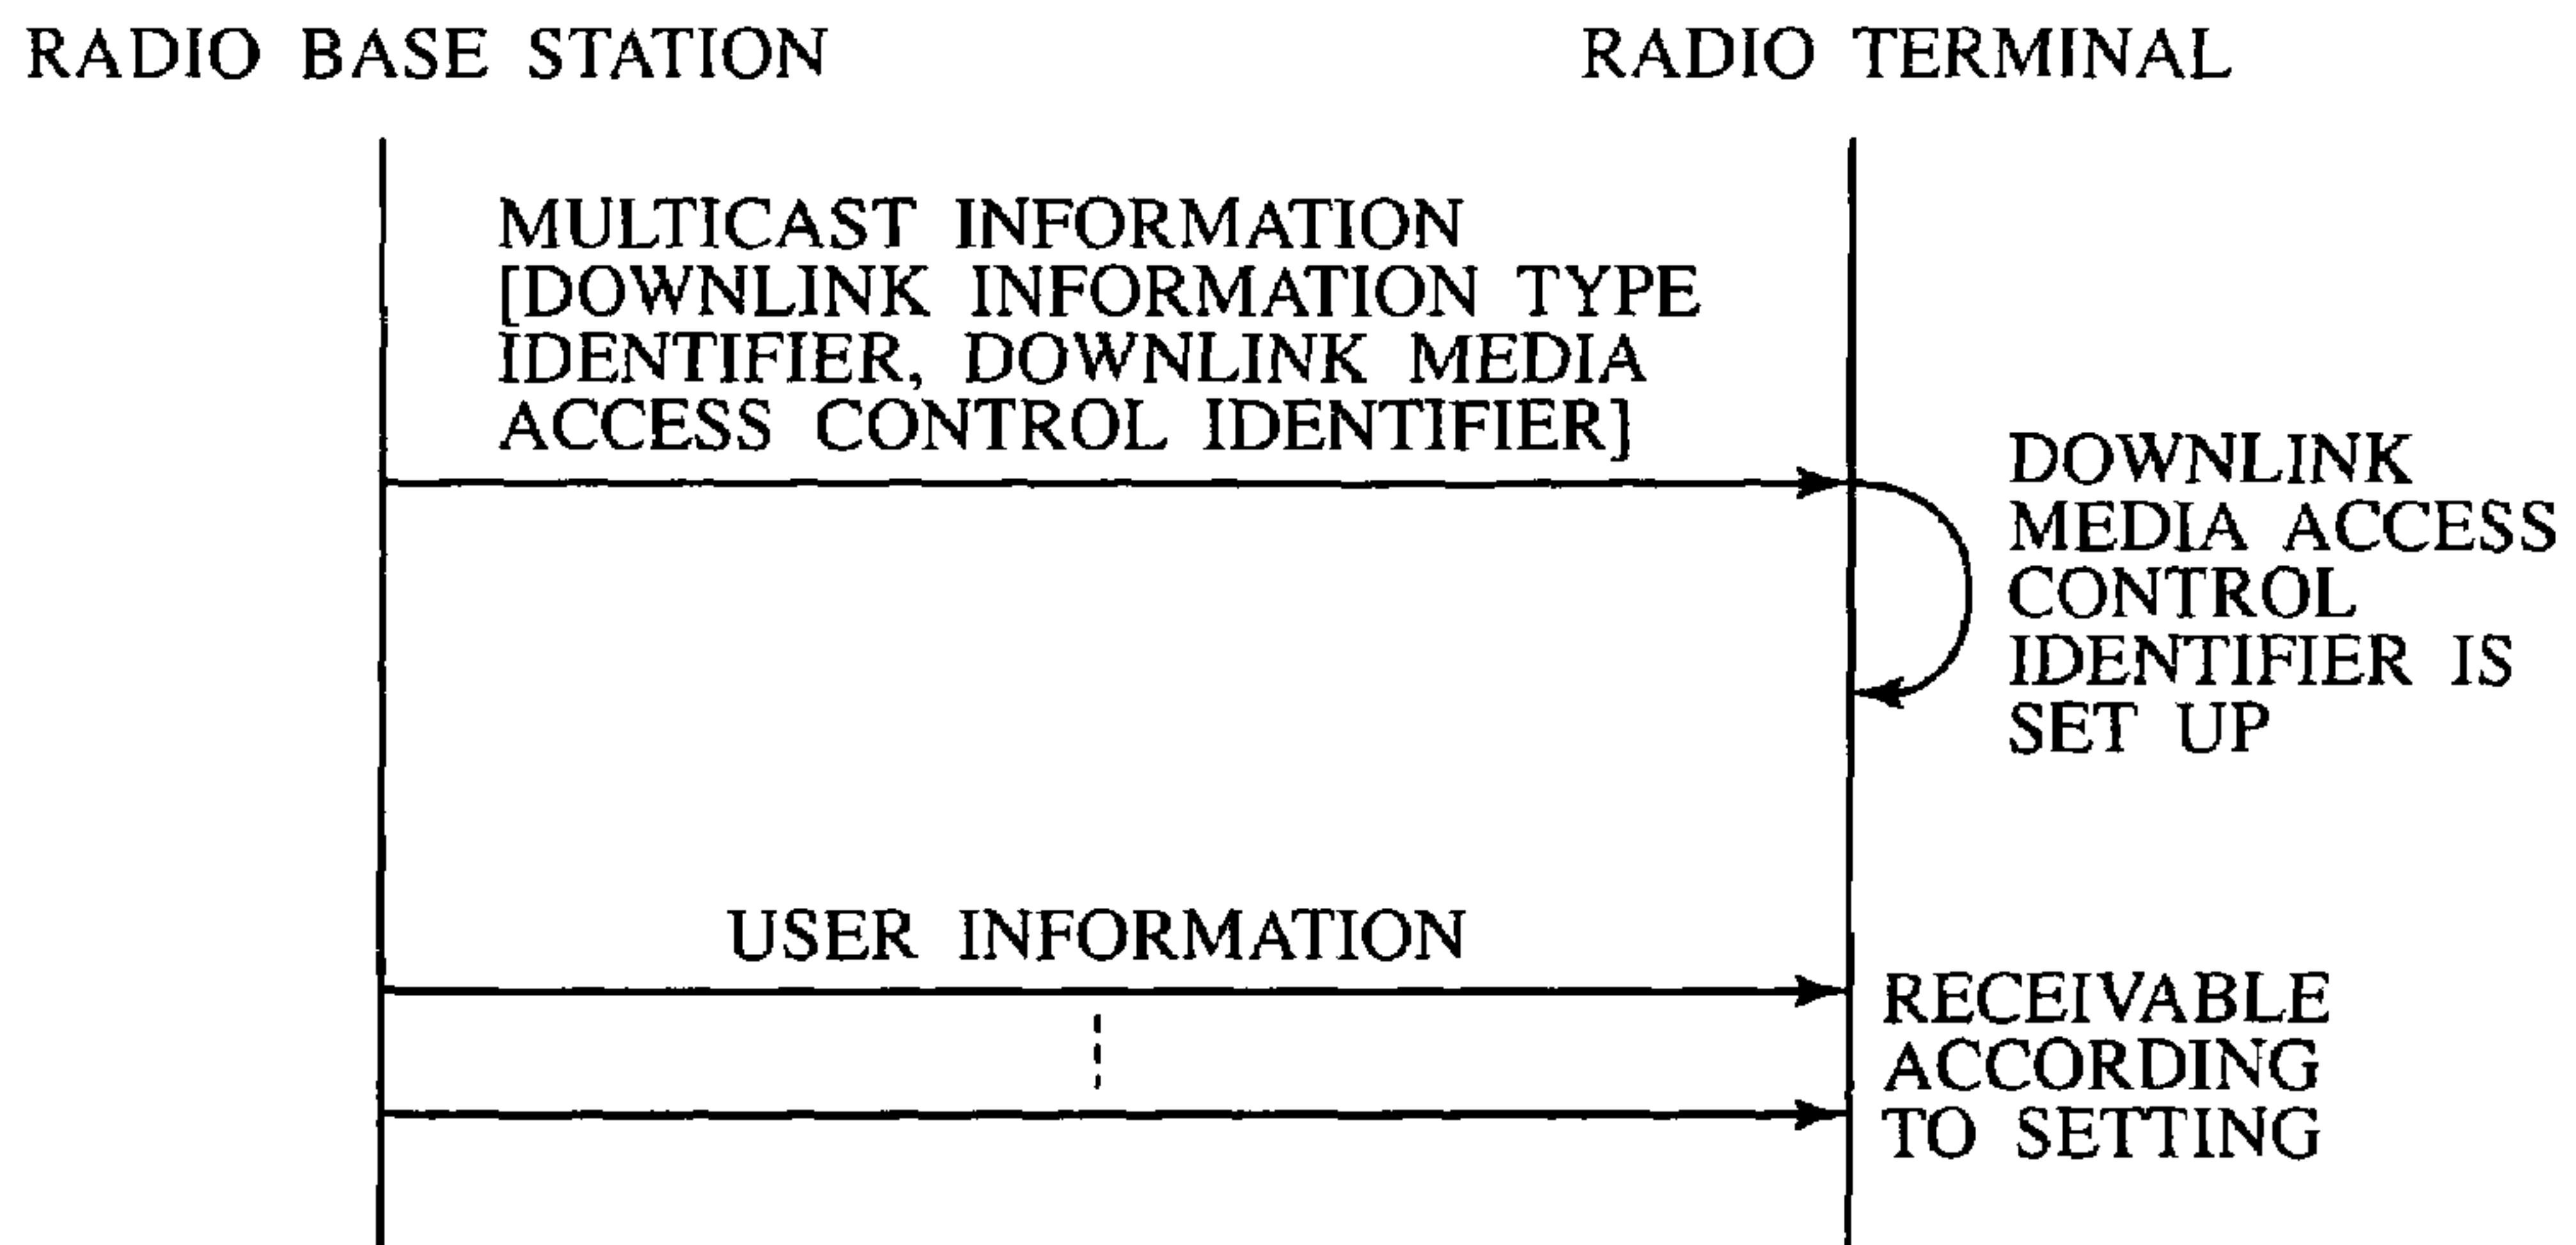 RADIO BASE STATION
RADIO TERMINAL
MULTICAST INFORMATION
[DOWNLINK INFORMATION TYPE
IDENTIFIER, DOWNLINK MEDIA
ACCESS CONTROL IDENTIFIER]
DOWNLINK
MEDIA ACCESS
CONTROL
IDENTIFIER IS
SET UP
USER INFORMATION
RECEIVABLE
ACCORDING
TO SETTING